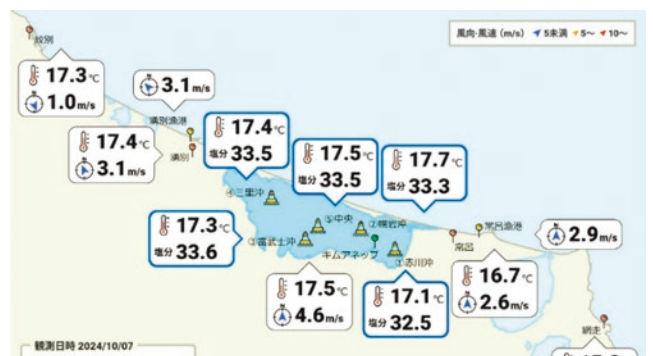 紋別
風向・風速 (m/s) 5未満 5～ 10～
17.3℃
1.0m/s
3.1m/s
湧別漁港
17.4℃
3.1m/s
湧別
17.4℃
塩分 33.5
17.5℃
塩分 33.5
17.7℃
塩分 33.3
④三里沖
⑤中央
②幌岩沖
17.3℃
塩分 33.6
③富武士沖
キムアネップ
①赤川沖
常呂
常呂漁港
2.9m/s
17.5℃
4.6m/s
17.1℃
塩分 32.5
16.7℃
2.6m/s
網走
観測日時 2024/10/07